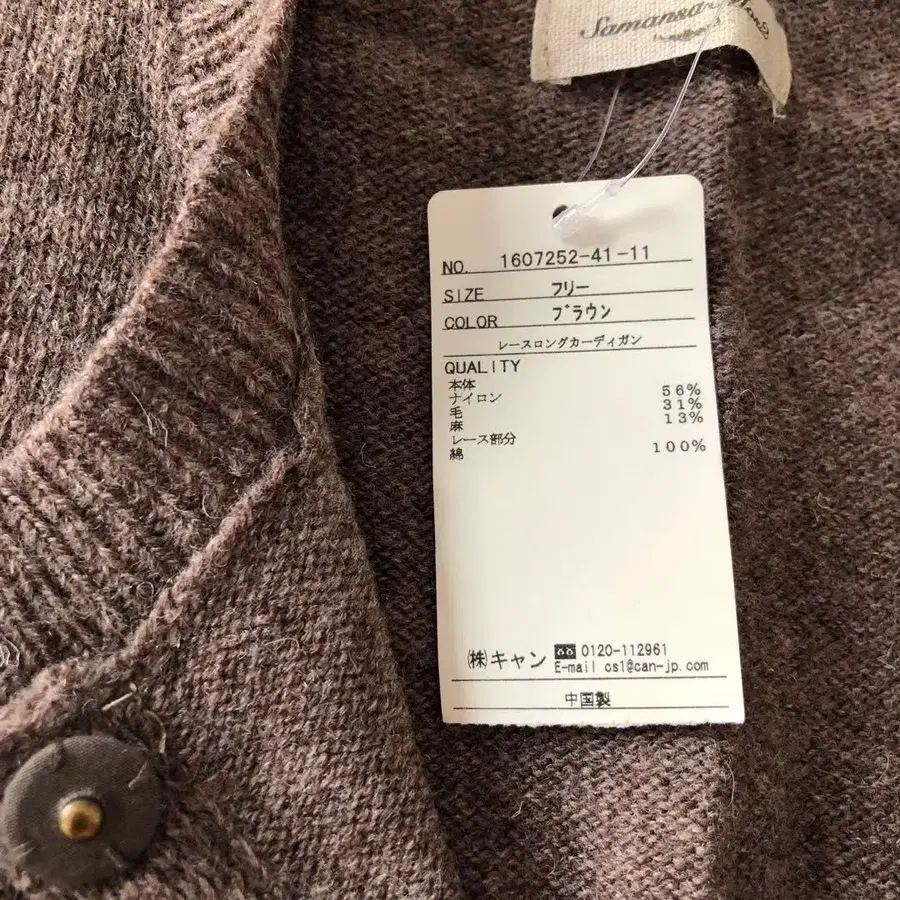 Samansa
NO. 1607252-41-11
SIZE フリー
COLOR ブラウン
レースロングカーディガン
QUALITY
本体
ナイロン 56%
毛 31%
麻 13%
レース部分
綿 100%
㈱キャン 0120-112961
E-mail cs1@can-jp.com
中国製